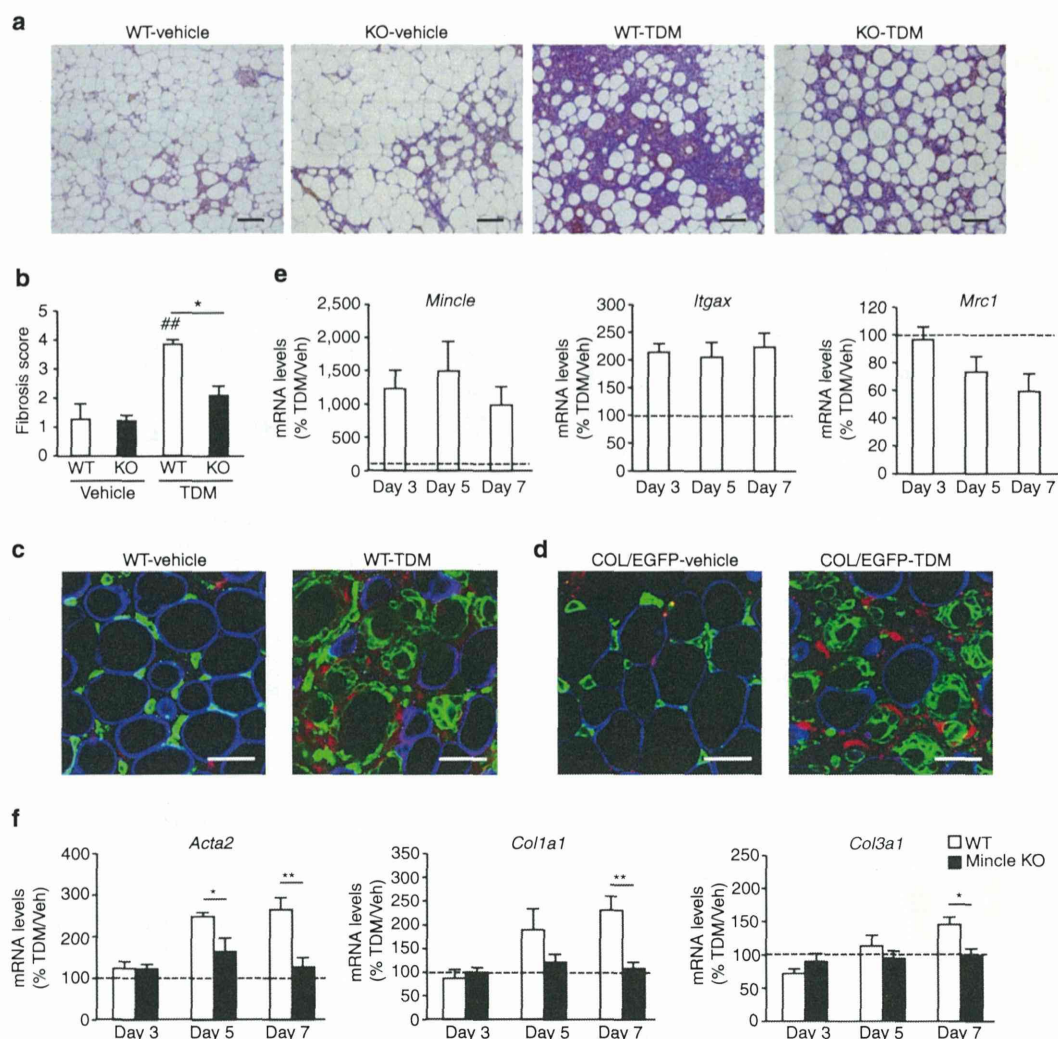 a
WT-vehicle KO-vehicle WT-TDM KO-TDM
b
Fibrosis score
5
4
3
2
1
0
##
*
WT KO WT KO
Vehicle TDM
e
Mincle
mRNA levels
(% TDM/Veh)
2,500
2,000
1,500
1,000
500
0
Day 3 Day 5 Day 7
Itgax
mRNA levels
(% TDM/Veh)
300
250
200
150
100
50
0
Day 3 Day 5 Day 7
Mrc1
mRNA levels
(% TDM/Veh)
120
100
80
60
40
20
0
Day 3 Day 5 Day 7
c
WT-vehicle WT-TDM
d
COL/EGFP-vehicle COL/EGFP-TDM
f
Acta2
mRNA levels
(% TDM/Veh)
400
300
200
100
0
*
**
Day 3 Day 5 Day 7
Col1a1
mRNA levels
(% TDM/Veh)
350
300
250
200
150
100
50
0
**
Day 3 Day 5 Day 7
Col3a1
mRNA levels
(% TDM/Veh)
250
200
150
100
50
0
*
Day 3 Day 5 Day 7
WT
Mincle KO